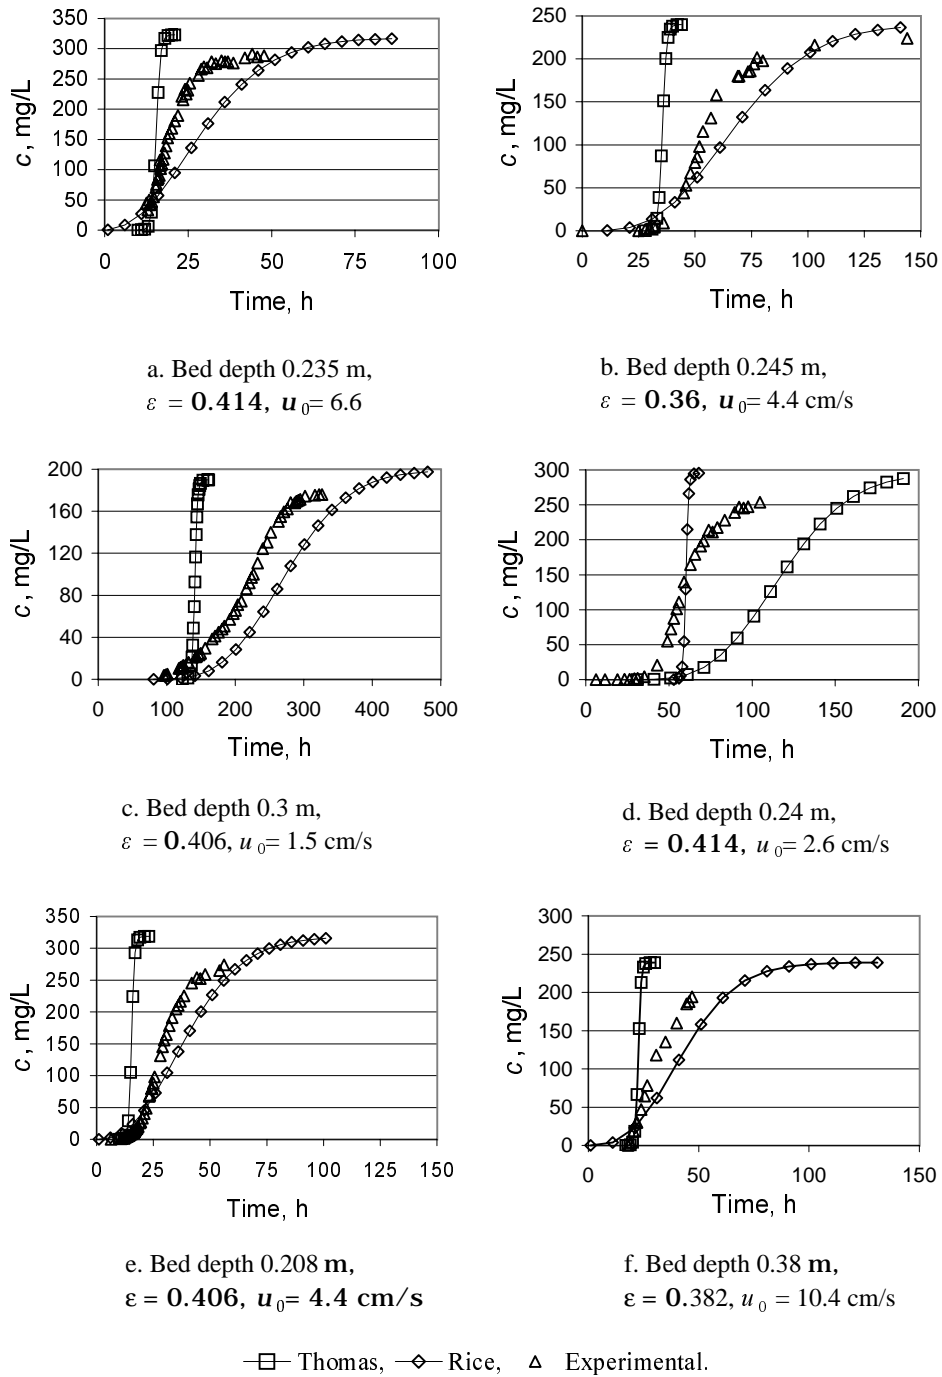 350
300
250
200
150
100
50
0
c, mg/L
0 25 50 75 100
Time, h
a. Bed depth 0.235 m,
ε = 0.414, u₀= 6.6
250
200
150
100
50
0
c, mg/L
0 25 50 75 100 125 150
Time, h
b. Bed depth 0.245 m,
ε = 0.36, u₀= 4.4 cm/s
200
160
120
80
40
0
c, mg/L
0 100 200 300 400 500
Time, h
c. Bed depth 0.3 m,
ε = 0.406, u₀= 1.5 cm/s
300
250
200
150
100
50
0
c, mg/L
0 50 100 150 200
Time, h
d. Bed depth 0.24 m,
ε = 0.414, u₀= 2.6 cm/s
350
300
250
200
150
100
50
0
c, mg/L
0 25 50 75 100 125 150
Time, h
e. Bed depth 0.208 m,
ε = 0.406, u₀= 4.4 cm/s
300
250
200
150
100
50
0
c, mg/L
0 50 100 150
Time, h
f. Bed depth 0.38 m,
ε = 0.382, u₀ = 10.4 cm/s
Thomas, Rice, Experimental.